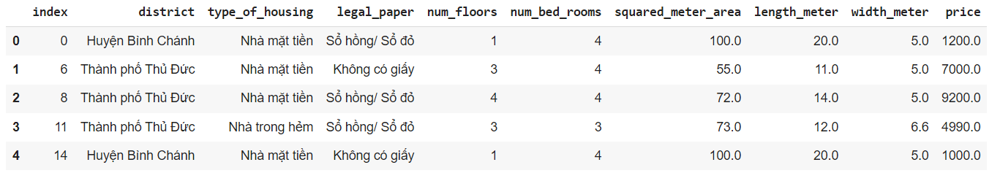 index district type_of_housing legal_paper num_floors num_bed_rooms squared_meter_area length_meter width_meter price
0 0 Huyện Bình Chánh Nhà mặt tiền Sổ hồng/ Sổ đỏ 1 4 100.0 20.0 5.0 1200.0
1 6 Thành phố Thủ Đức Nhà mặt tiền Không có giấy 3 4 55.0 11.0 5.0 7000.0
2 8 Thành phố Thủ Đức Nhà mặt tiền Sổ hồng/ Sổ đỏ 4 4 72.0 14.0 5.0 9200.0
3 11 Thành phố Thủ Đức Nhà trong hẻm Sổ hồng/ Sổ đỏ 3 3 73.0 12.0 6.6 4990.0
4 14 Huyện Bình Chánh Nhà mặt tiền Không có giấy 1 4 100.0 20.0 5.0 1000.0